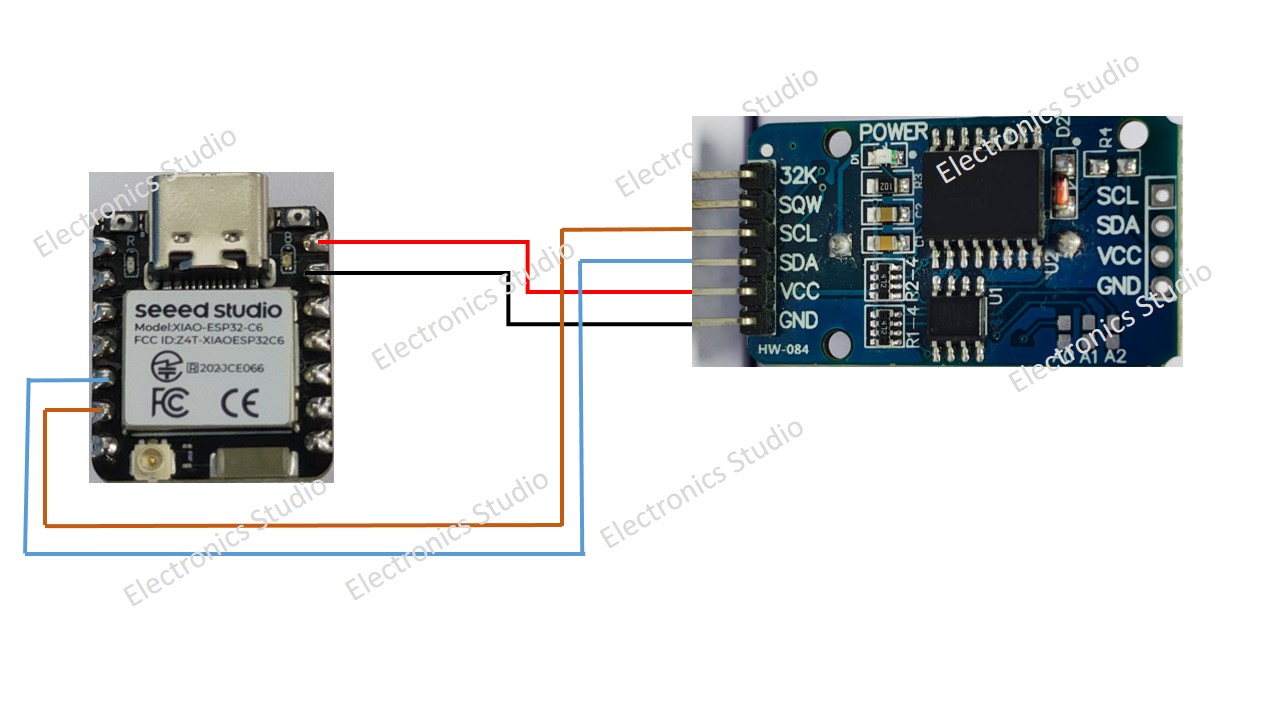 Electronics Studio
Electronics Studio
Electronics Studio
Electronics Studio
R
B
seeed studio
Model:XIAO-ESP32-C6
FCC ID:Z4T-XIAOESP32C6
R 202JCE066
FC CE
POWER
32K
SQW
SCL
SDA
VCC
GND
HW-084
D2
R4
R3
102
C2
C1
R2-4
412
R1-4
412
U2
U1
SCL
SDA
VCC
GND
A1 A2
Electronics Studio
Electronics Studio
Electronics Studio
Electronics Studio
Electronics Studio